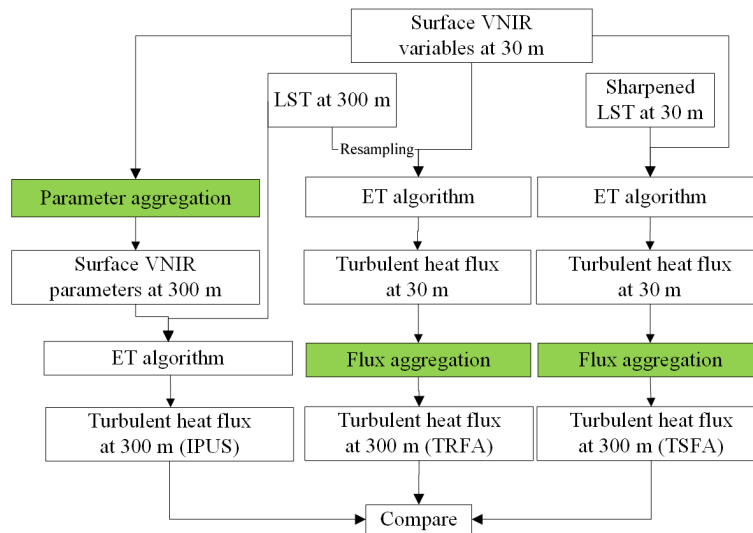 Surface VNIR
variables at 30 m
LST at 300 m
Sharpened
LST at 30 m
Resampling
Parameter aggregation
ET algorithm
ET algorithm
Surface VNIR
parameters at 300 m
Turbulent heat flux
at 30 m
Turbulent heat flux
at 30 m
ET algorithm
Flux aggregation
Flux aggregation
Turbulent heat flux
at 300 m (IPUS)
Turbulent heat flux
at 300 m (TRFA)
Turbulent heat flux
at 300 m (TSFA)
Compare